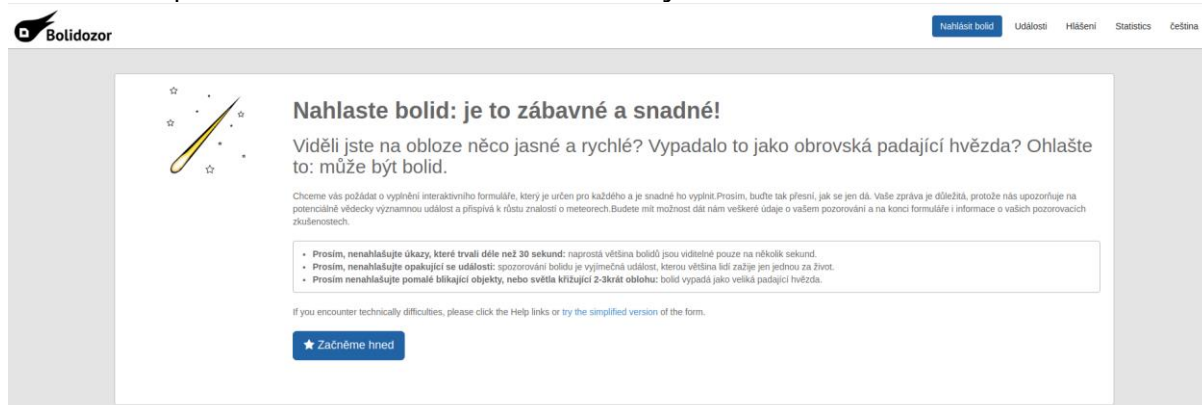 Bolidozor
Nahlásit bolid Události Hlášení Statistics čeština
Nahlaste bolid: je to zábavné a snadné!
Viděli jste na obloze něco jasné a rychlé? Vypadalo to jako obrovská padající hvězda? Ohlašte
to: může být bolid.
Chceme vás požádat o vyplnění interaktivního formuláře, který je určen pro každého a je snadné ho vyplnit.Prosím, buďte tak přesní, jak se jen dá. Vaše zpráva je důležitá, protože nás upozorňuje na
potenciálně vědecky významnou událost a přispívá k růstu znalostí o meteorech.Budete mít možnost dát nám veškeré údaje o vašem pozorování a na konci formuláře i informace o vašich pozorovacích
zkušenostech.
• Prosím, nenahlašujte úkazy, které trvali déle než 30 sekund: naprostá většina bolidů jsou viditelné pouze na několik sekund.
• Prosím, nenahlašujte opakující se události: spozorování bolidu je vyjimečná událost, kterou většina lidí zažije jen jednou za život.
• Prosím nenahlašujte pomalé blikající objekty, nebo světla křižující 2-3krát oblohu: bolid vypadá jako veliká padající hvězda.
If you encounter technically difficulties, please click the Help links or try the simplified version of the form.
Začněme hned